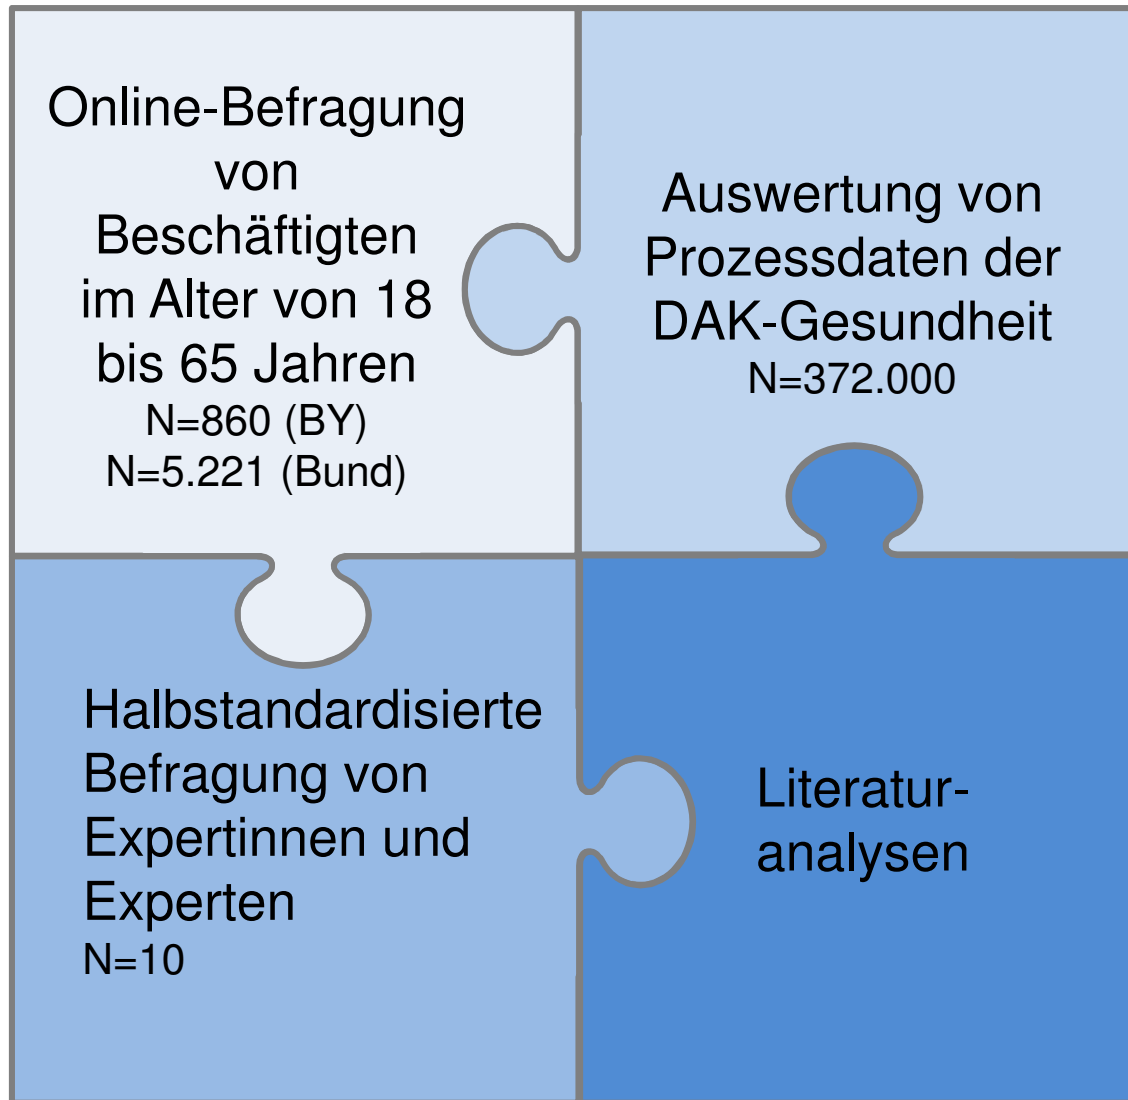 Online-Befragung
von
Beschäftigten
im Alter von 18
bis 65 Jahren
N=860 (BY)
N=5.221 (Bund)
Auswertung von
Prozessdaten der
DAK-Gesundheit
N=372.000
Halbstandardisierte
Befragung von
Expertinnen und
Experten
N=10
Literatur-
analysen